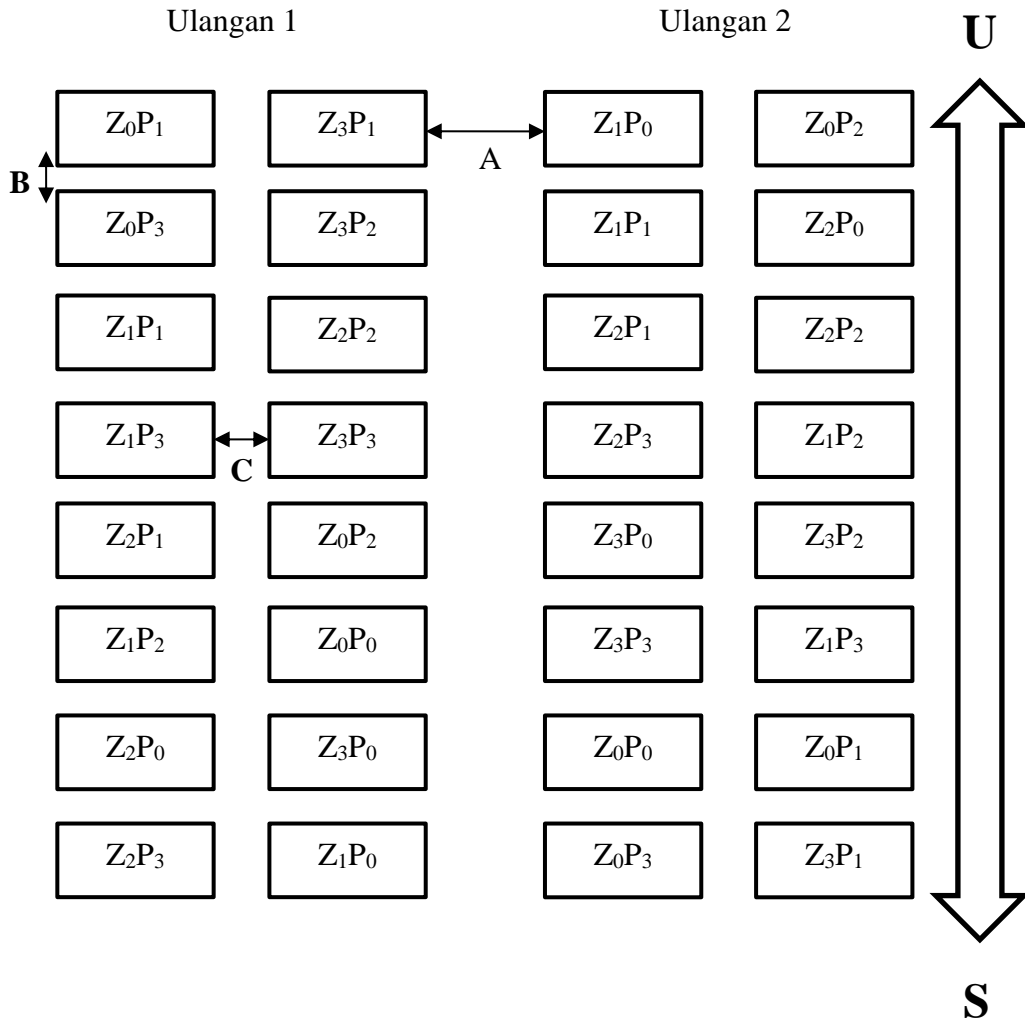 Ulangan 1 Ulangan 2 U
Z₀P₁ Z₃P₁ A Z₁P₀ Z₀P₂
B
Z₀P₃ Z₃P₂ Z₁P₁ Z₂P₀
Z₁P₁ Z₂P₂ Z₂P₁ Z₂P₂
Z₁P₃ C Z₃P₃ Z₂P₃ Z₁P₂
Z₂P₁ Z₀P₂ Z₃P₀ Z₃P₂
Z₁P₂ Z₀P₀ Z₃P₃ Z₁P₃
Z₂P₀ Z₃P₀ Z₀P₀ Z₀P₁
Z₂P₃ Z₁P₀ Z₀P₃ Z₃P₁
S